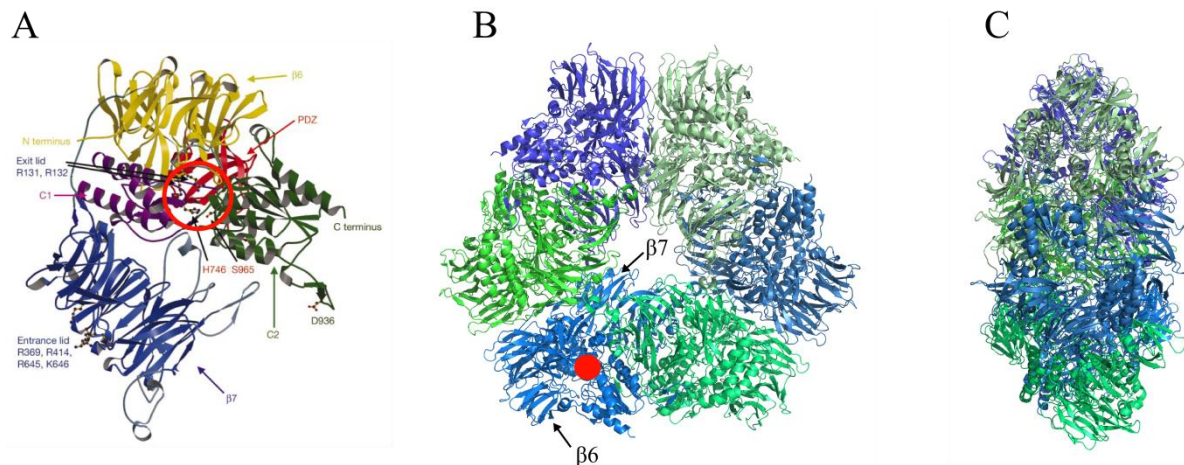 A
β6
PDZ
N terminus
Exit lid
R131, R132
C1
C terminus
H746 S965
D936
C2
Entrance lid
R369, R414,
R645, K646
β7
B
β7
β6
C